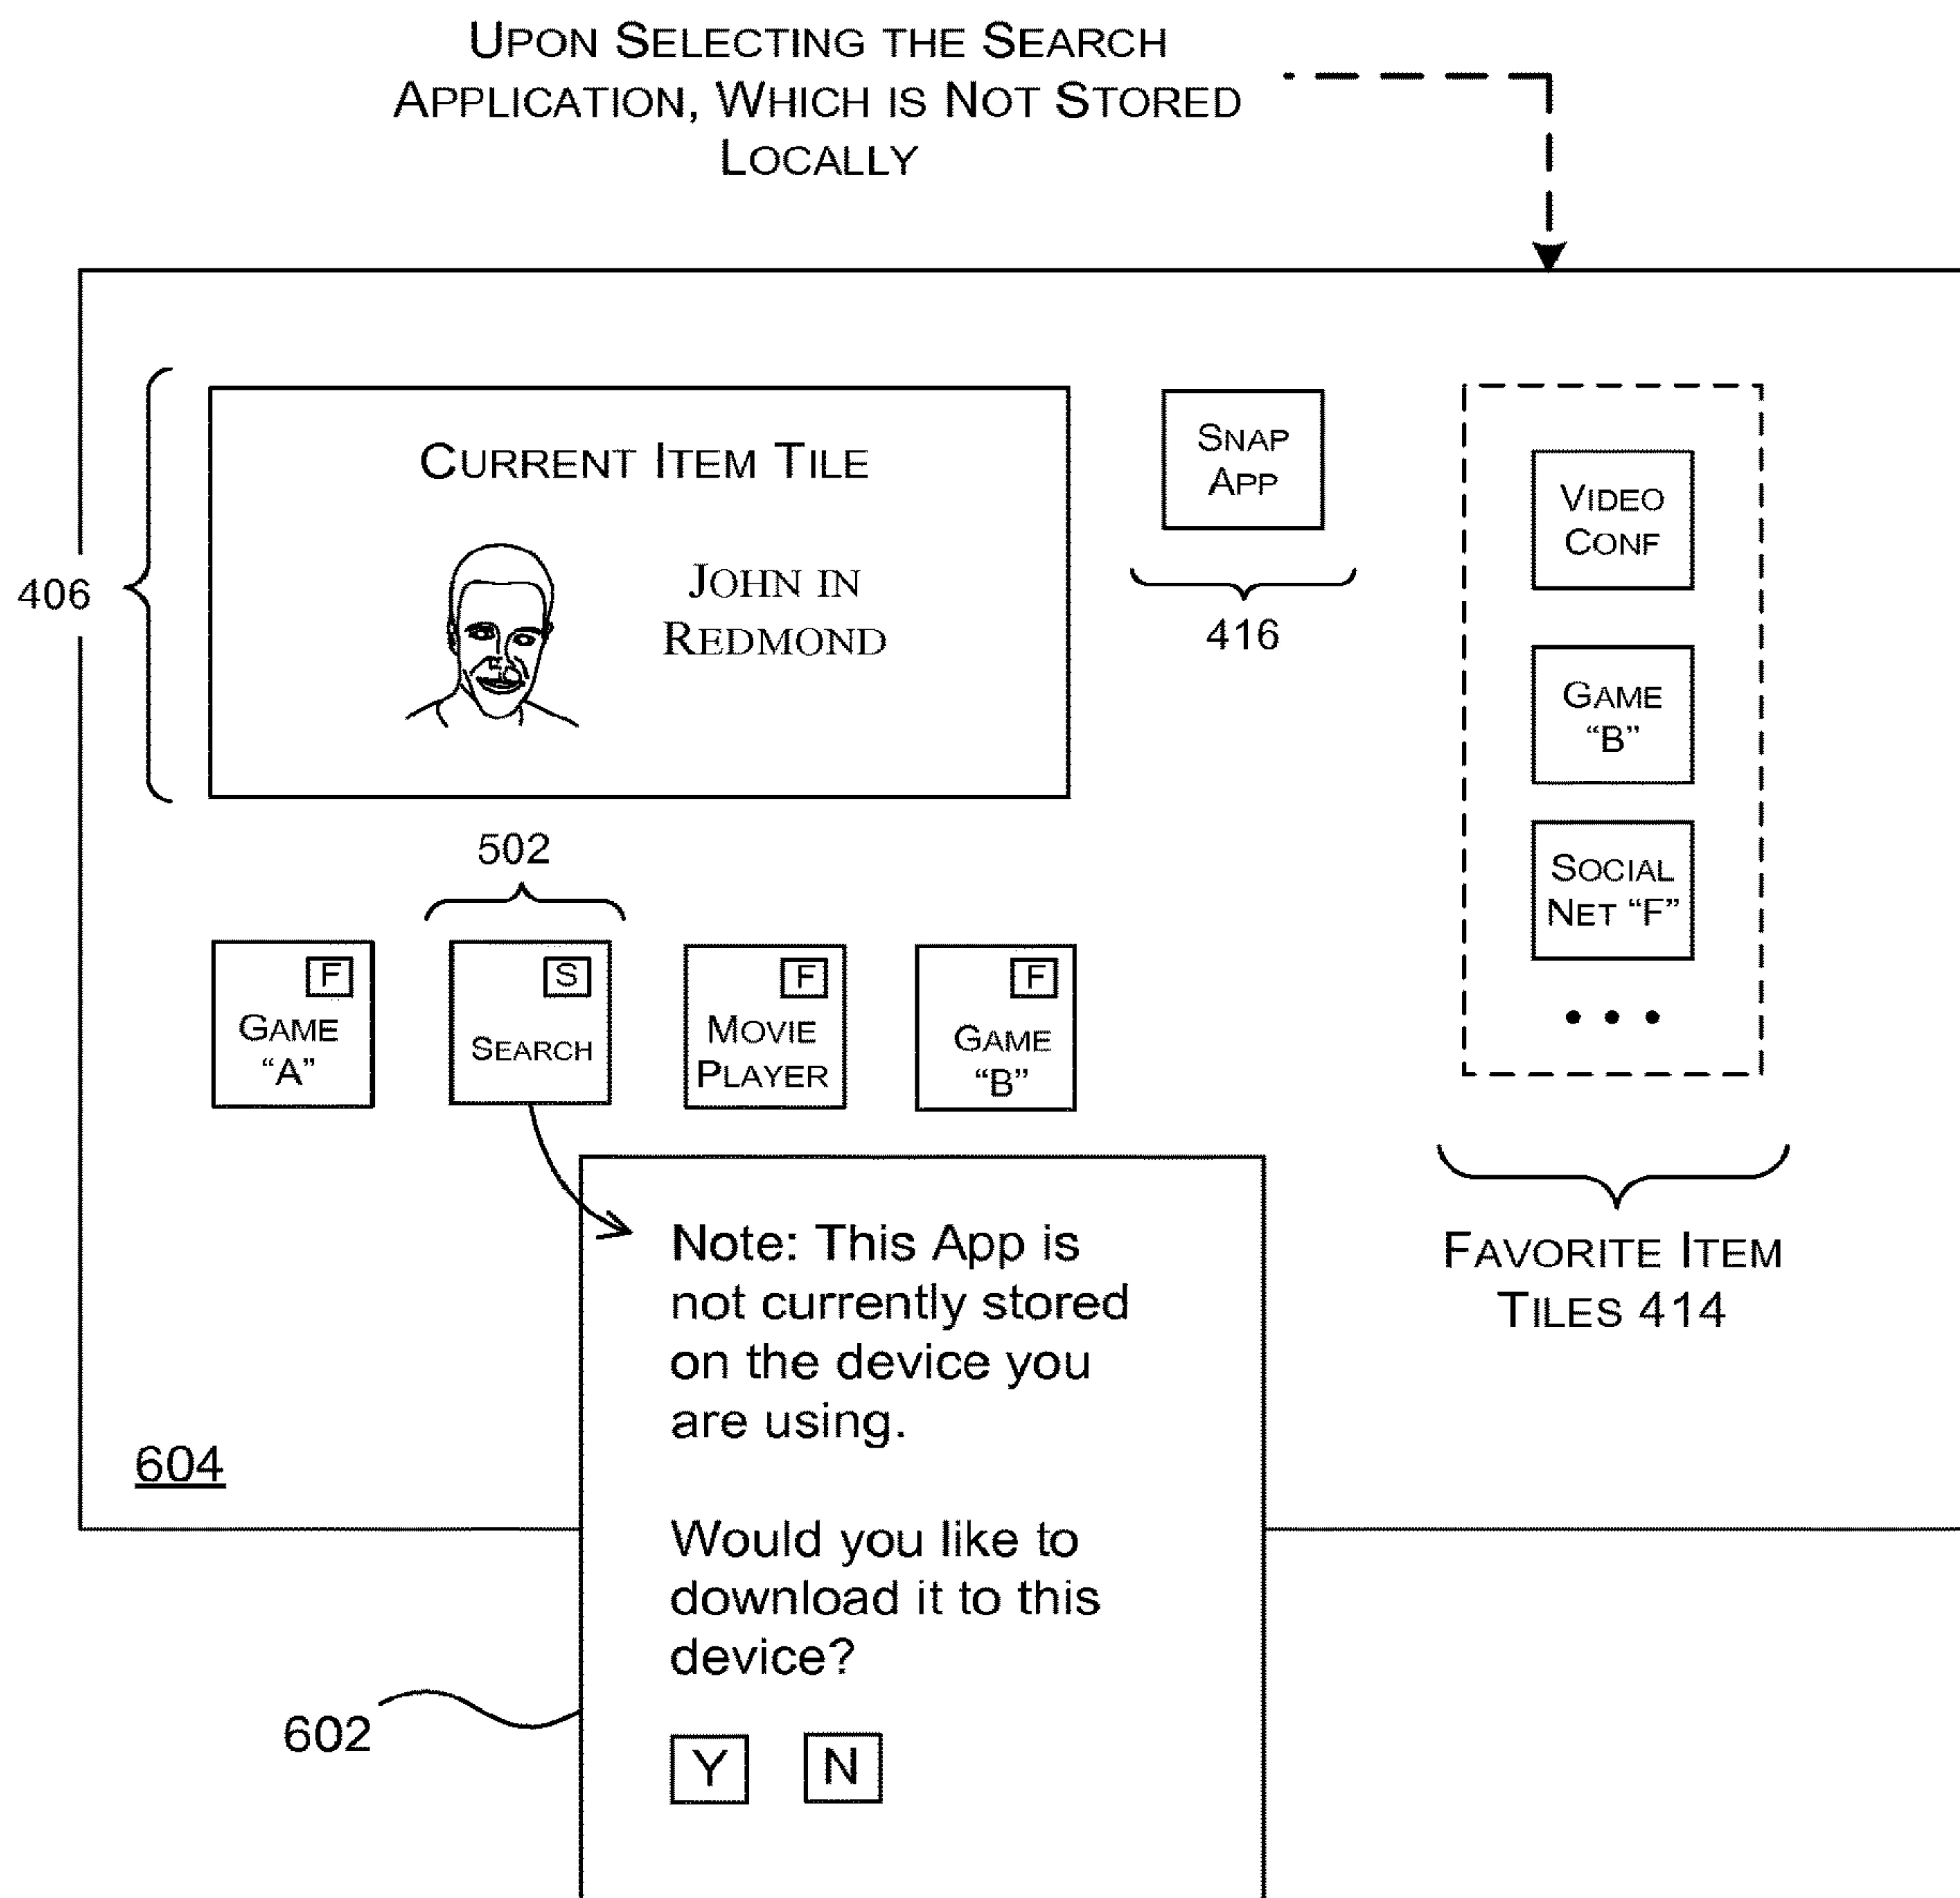 UPON SELECTING THE SEARCH
APPLICATION, WHICH IS NOT STORED
LOCALLY
406
CURRENT ITEM TILE
JOHN IN
REDMOND
SNAP
APP
416
VIDEO
CONF
GAME
“B”
SOCIAL
NET “F”
• • •
FAVORITE ITEM
TILES 414
502
F
GAME
“A”
S
SEARCH
F
MOVIE
PLAYER
F
GAME
“B”
Note: This App is
not currently stored
on the device you
are using.
Would you like to
download it to this
device?
Y N
604
602